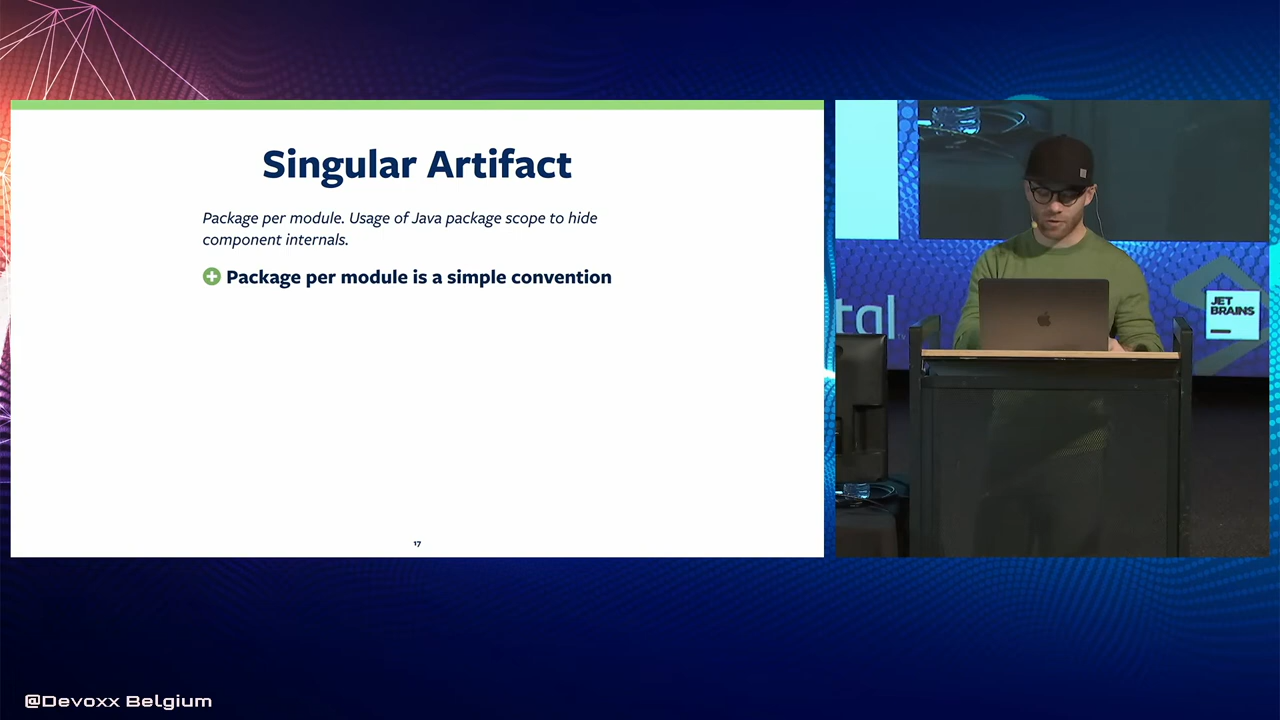 Singular Artifact
Package per module. Usage of Java package scope to hide
component internals.
Package per module is a simple convention
17
tal
JET
BRAINS
@Devoxx Belgium